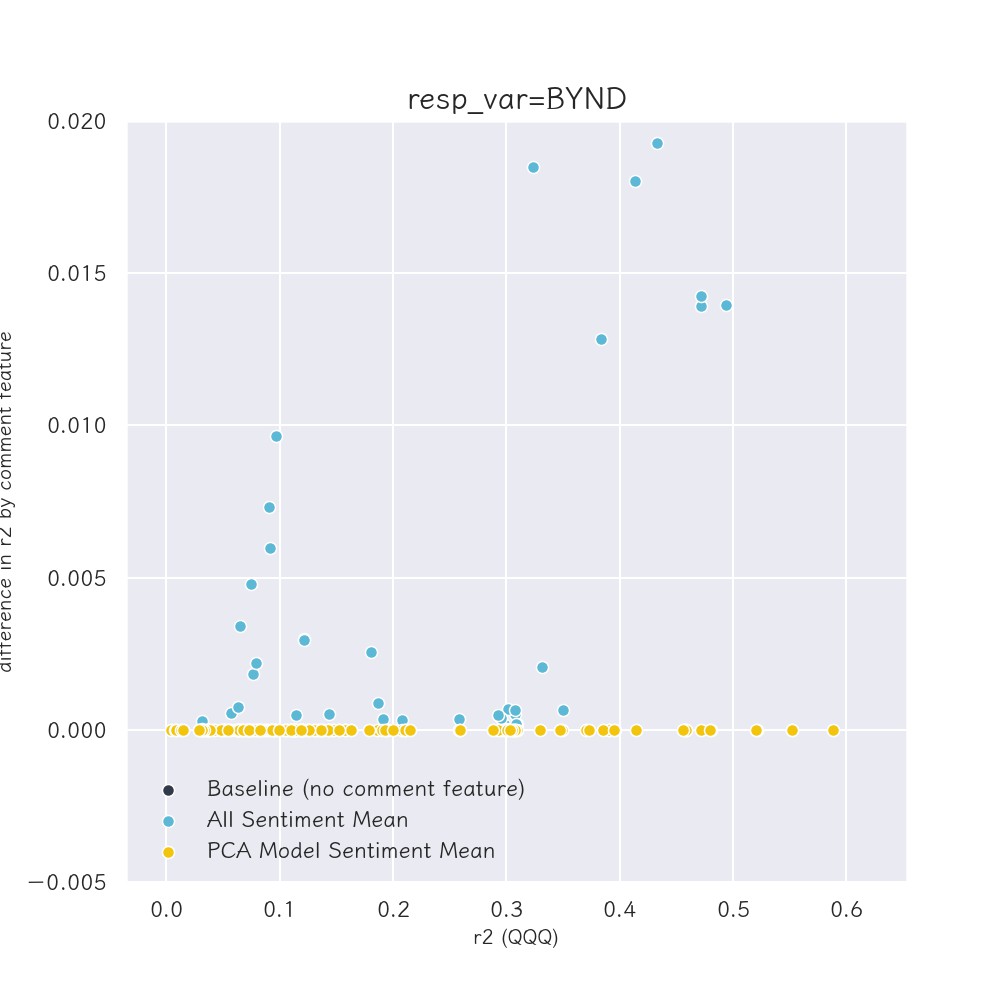 resp_var=BYND
difference in r2 by comment feature
0.020
0.015
0.010
0.005
0.000
−0.005
Baseline (no comment feature)
All Sentiment Mean
PCA Model Sentiment Mean
0.0 0.1 0.2 0.3 0.4 0.5 0.6
r2 (QQQ)